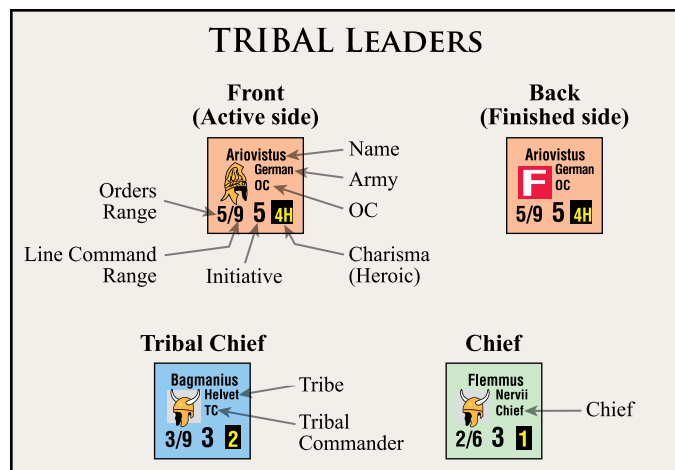 TRIBAL LEADERS
Front
(Active side)
Back
(Finished side)
Ariovistus
German
OC
5/9 5 4H
Name
Army
OC
Orders
Range
Line Command
Range
Initiative
Charisma
(Heroic)
Ariovistus
F
German
OC
5/9 5 4H
Tribal Chief
Chief
Bagmanius
Helvet
TC
3/9 3 2
Tribe
Tribal
Commander
Flemmus
Nervii
Chief
2/6 3 1
Chief